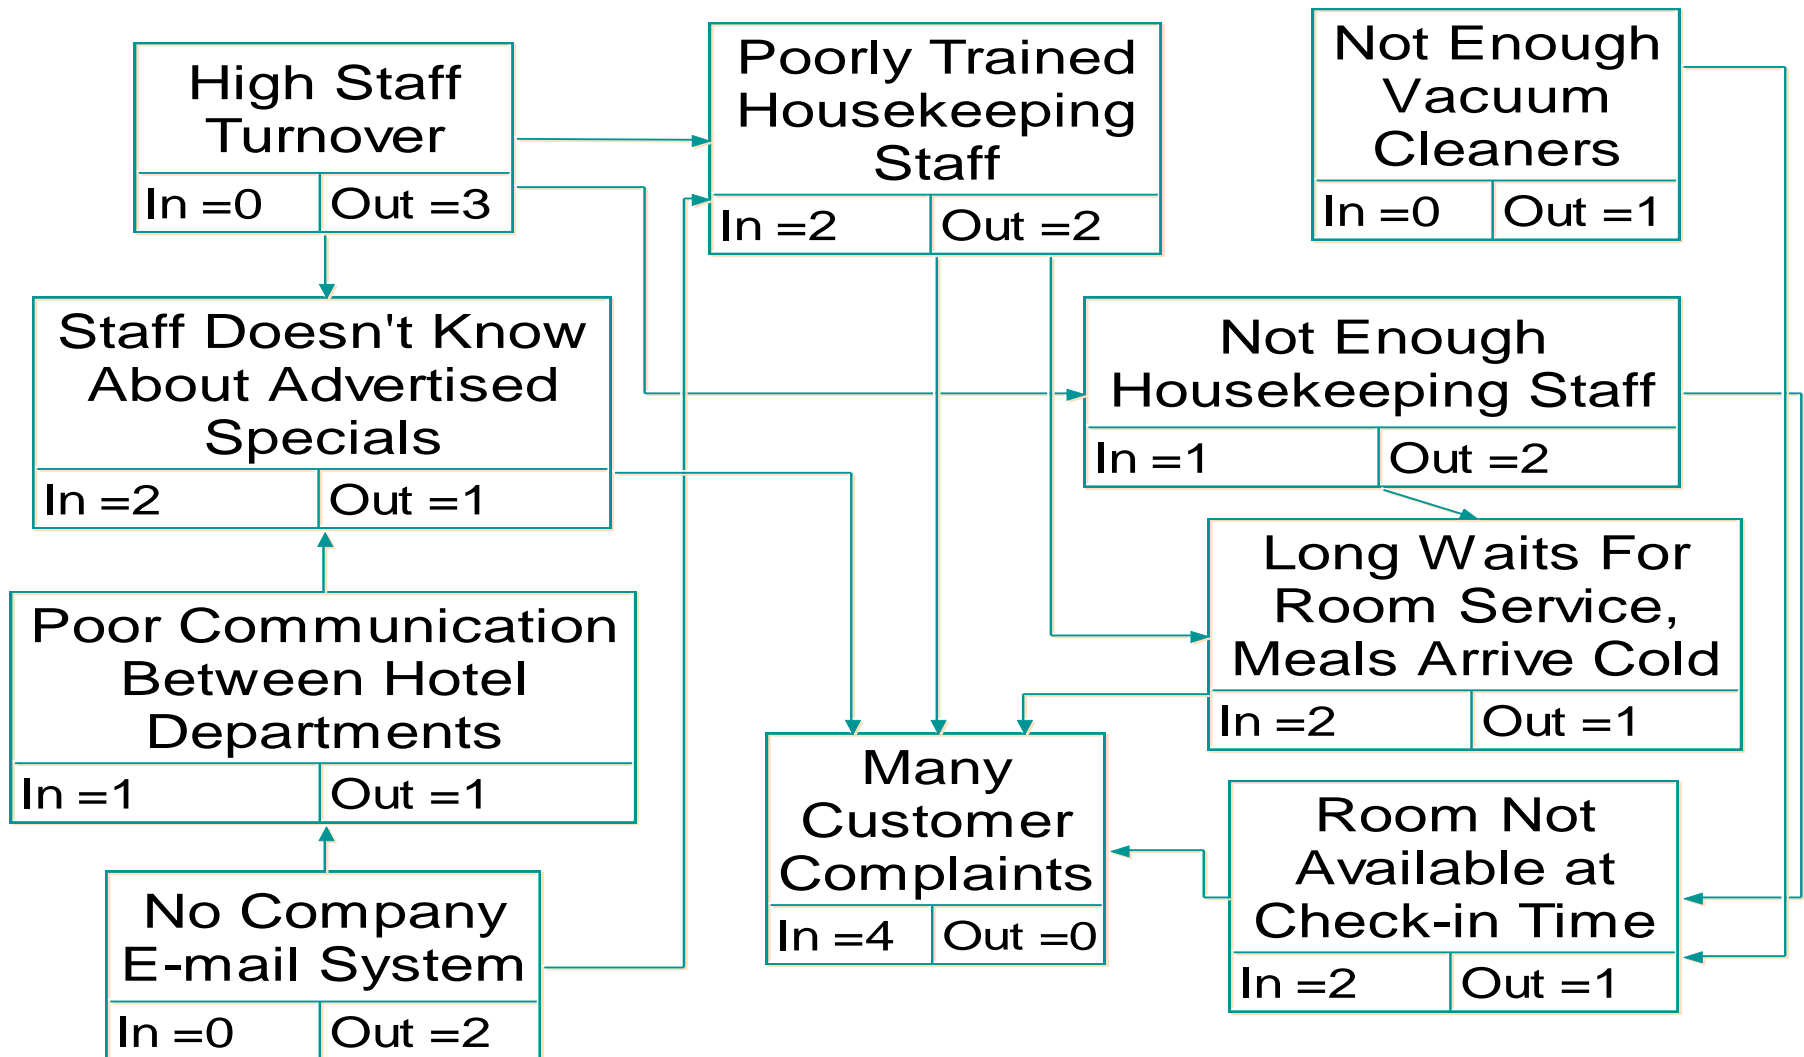 High Staff
Turnover
In =0 Out =3
Poorly Trained
Housekeeping
Staff
In =2 Out =2
Not Enough
Vacuum
Cleaners
In =0 Out =1
Staff Doesn't Know
About Advertised
Specials
In =2 Out =1
Not Enough
Housekeeping Staff
In =1 Out =2
Long Waits For
Room Service,
Meals Arrive Cold
In =2 Out =1
Poor Communication
Between Hotel
Departments
In =1 Out =1
Many
Customer
Complaints
In =4 Out =0
Room Not
Available at
Check-in Time
In =2 Out =1
No Company
E-mail System
In =0 Out =2